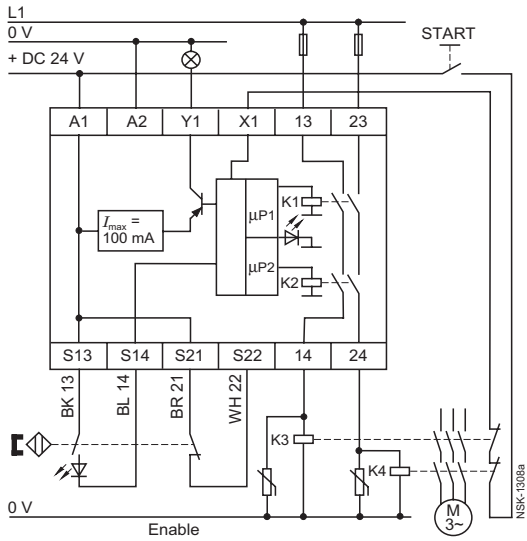 L1
0 V
+ DC 24 V
START
A1 A2 Y1 X1 13 23
Imax =
100 mA
µP1
µP2
K1
K2
S13 S14 S21 S22 14 24
BK 13
BL 14
BR 21
WH 22
K3
K4
M
3~
0 V
Enable
NSK-1308a